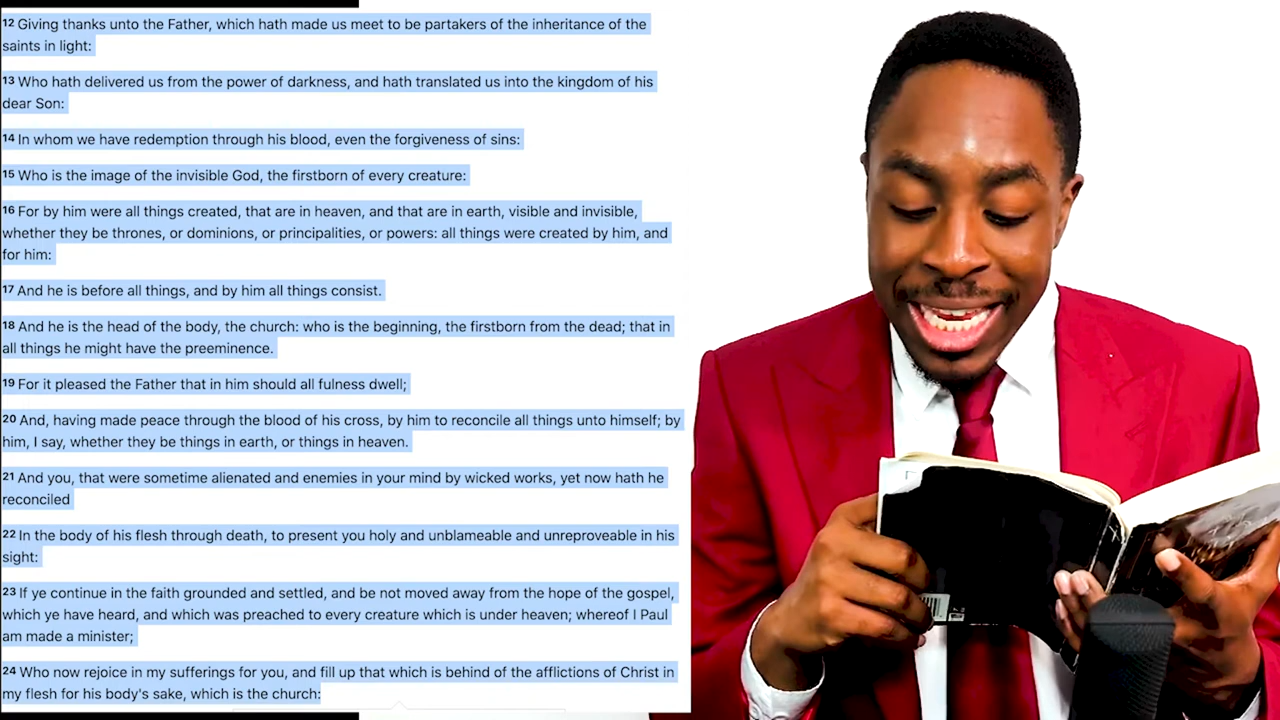 12 Giving thanks unto the Father, which hath made us meet to be partakers of the inheritance of the
saints in light:
13 Who hath delivered us from the power of darkness, and hath translated us into the kingdom of his
dear Son:
14 In whom we have redemption through his blood, even the forgiveness of sins:
15 Who is the image of the invisible God, the firstborn of every creature:
16 For by him were all things created, that are in heaven, and that are in earth, visible and invisible,
whether they be thrones, or dominions, or principalities, or powers: all things were created by him, and
for him:
17 And he is before all things, and by him all things consist.
18 And he is the head of the body, the church: who is the beginning, the firstborn from the dead; that in
all things he might have the preeminence.
19 For it pleased the Father that in him should all fulness dwell;
20 And, having made peace through the blood of his cross, by him to reconcile all things unto himself; by
him, I say, whether they be things in earth, or things in heaven.
21 And you, that were sometime alienated and enemies in your mind by wicked works, yet now hath he
reconciled
22 In the body of his flesh through death, to present you holy and unblameable and unreproveable in his
sight:
23 If ye continue in the faith grounded and settled, and be not moved away from the hope of the gospel,
which ye have heard, and which was preached to every creature which is under heaven; whereof I Paul
am made a minister;
24 Who now rejoice in my sufferings for you, and fill up that which is behind of the afflictions of Christ in
my flesh for his body's sake, which is the church: